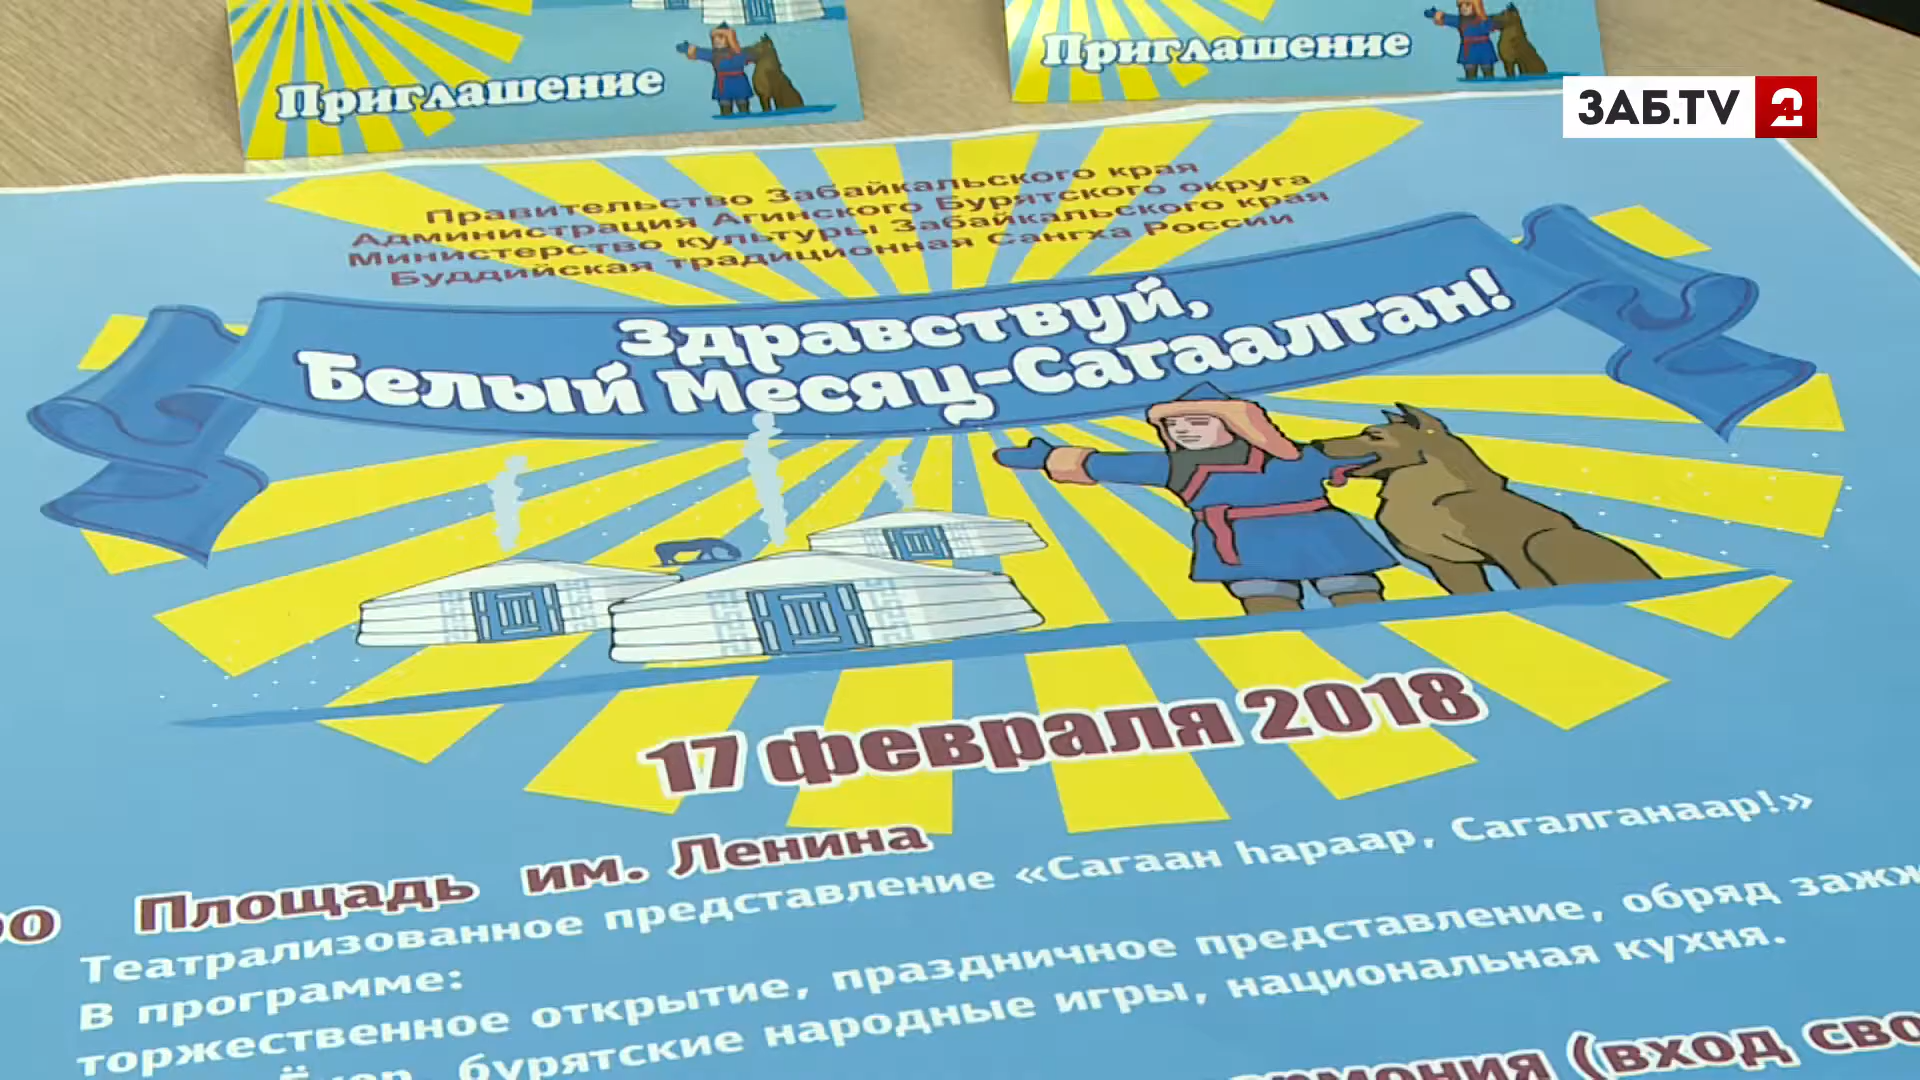 Приглашение
Приглашение
ЗАБ.TV
Правительство Забайкальского края
Администрация Агинского Бурятского округа
Министерство культуры Забайкальского края
Буддийская традиционная Сангха России
Здравствуй,
Белый Месяц-Сагаалган!
17 февраля 2018
Площадь им. Ленина
Театрализованное представление «Сагаан һараар, Сагалганаар!»
В программе:
торжественное открытие, праздничное представление, обряд
бурятские народные игры, национальная кухня.
(вход